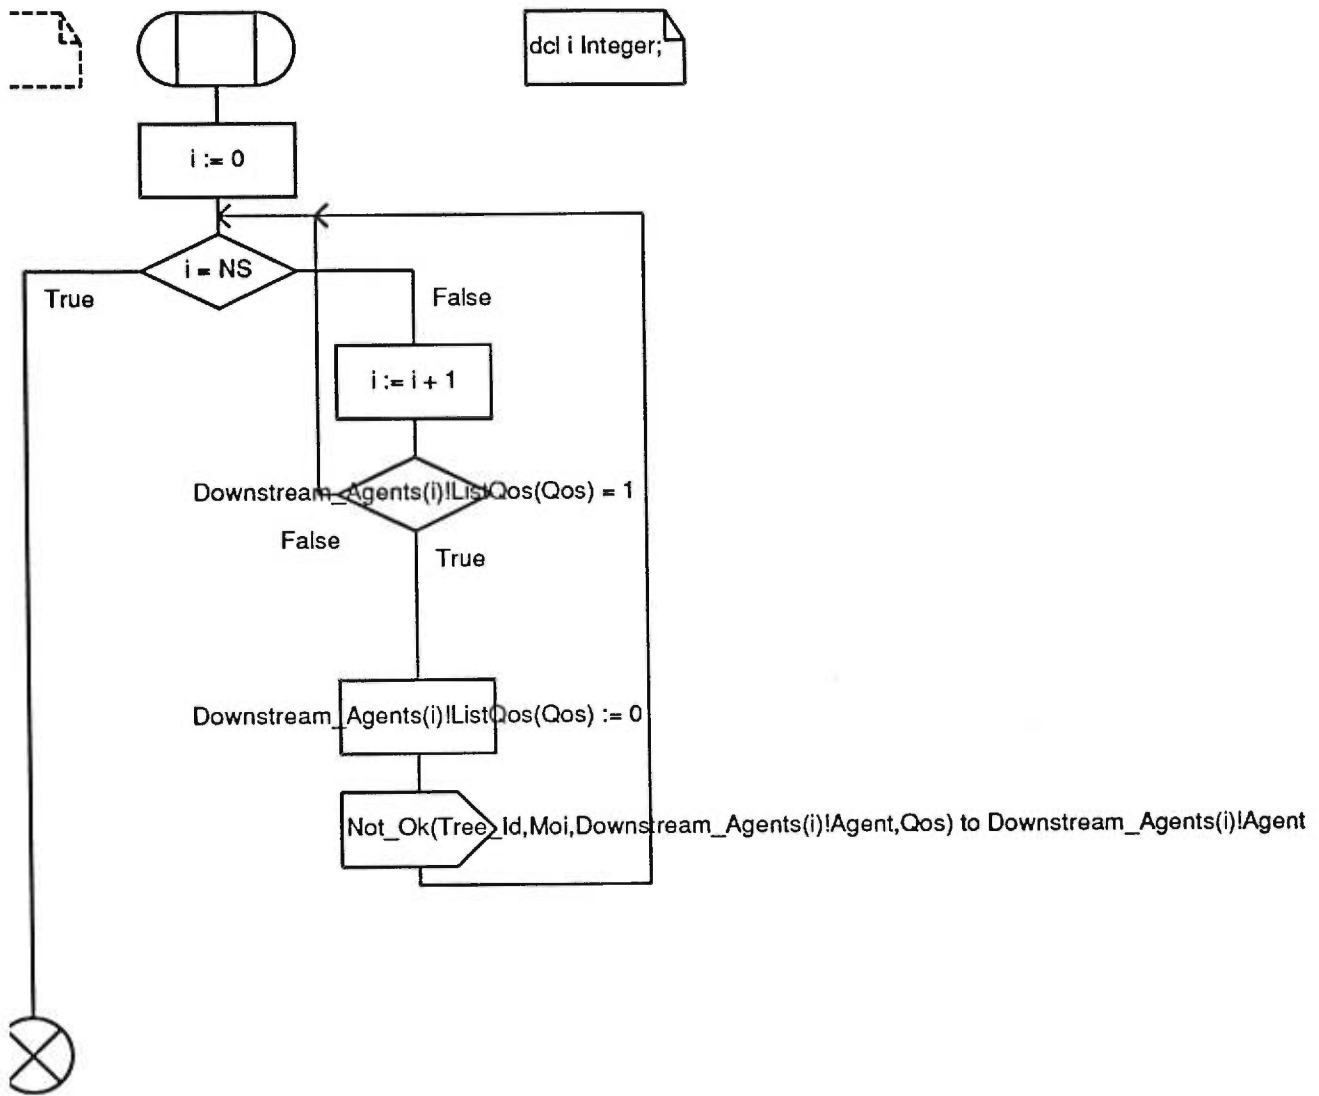 dcl i Integer;
i := 0
i = NS
True
False
i := i + 1
Downstream_Agents(i)!ListQos(Qos) = 1
False
True
Downstream_Agents(i)!ListQos(Qos) := 0
Not_Ok(Tree_Id,Moi,Downstream_Agents(i)!Agent,Qos) to Downstream_Agents(i)!Agent